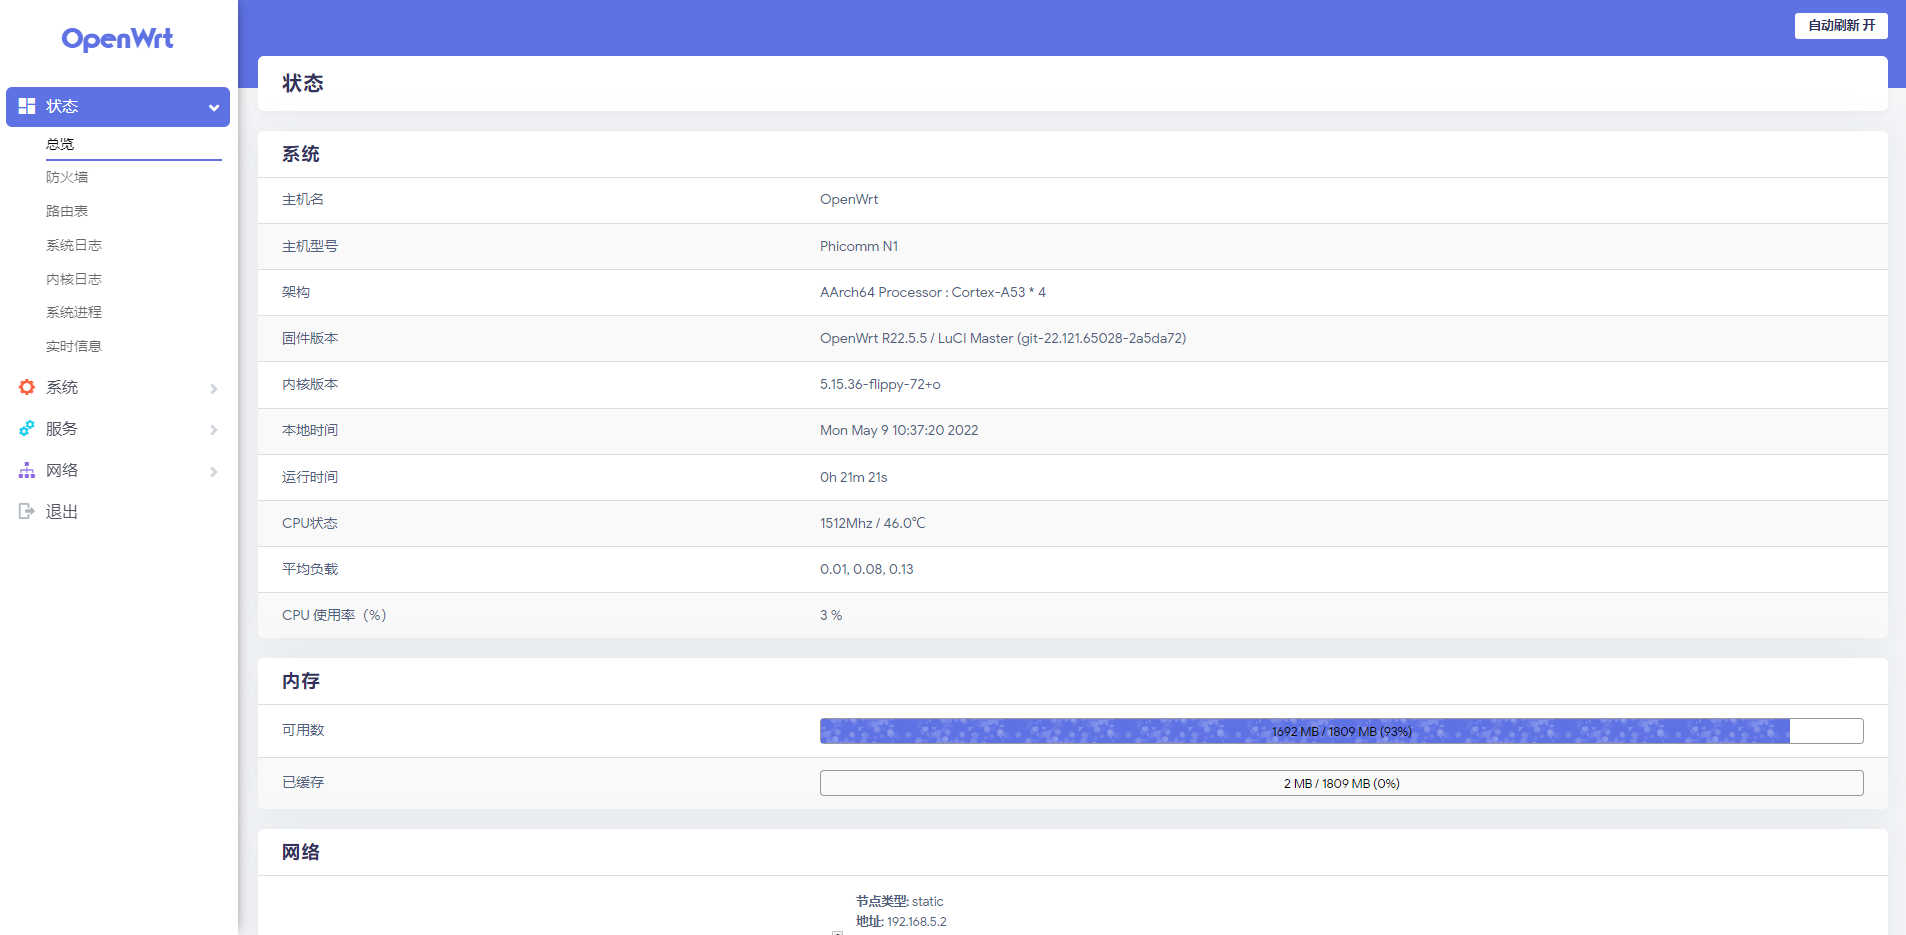 OpenWrt
自动刷新 开
状态
总览
防火墙
路由表
系统日志
内核日志
系统进程
实时信息
系统
服务
网络
退出
状态
系统
主机名 OpenWrt
主机型号 Phicomm N1
架构 AArch64 Processor : Cortex-A53 * 4
固件版本 OpenWrt R22.5.5 / LuCI Master (git-22.121.65028-2a5da72)
内核版本 5.15.36-flippy-72+o
本地时间 Mon May 9 10:37:20 2022
运行时间 0h 21m 21s
CPU状态 1512Mhz / 46.0℃
平均负载 0.01, 0.08, 0.13
CPU 使用率（%） 3 %
内存
可用数 1692 MB / 1809 MB (93%)
已缓存 2 MB / 1809 MB (0%)
网络
节点类型: static
地址: 192.168.5.2